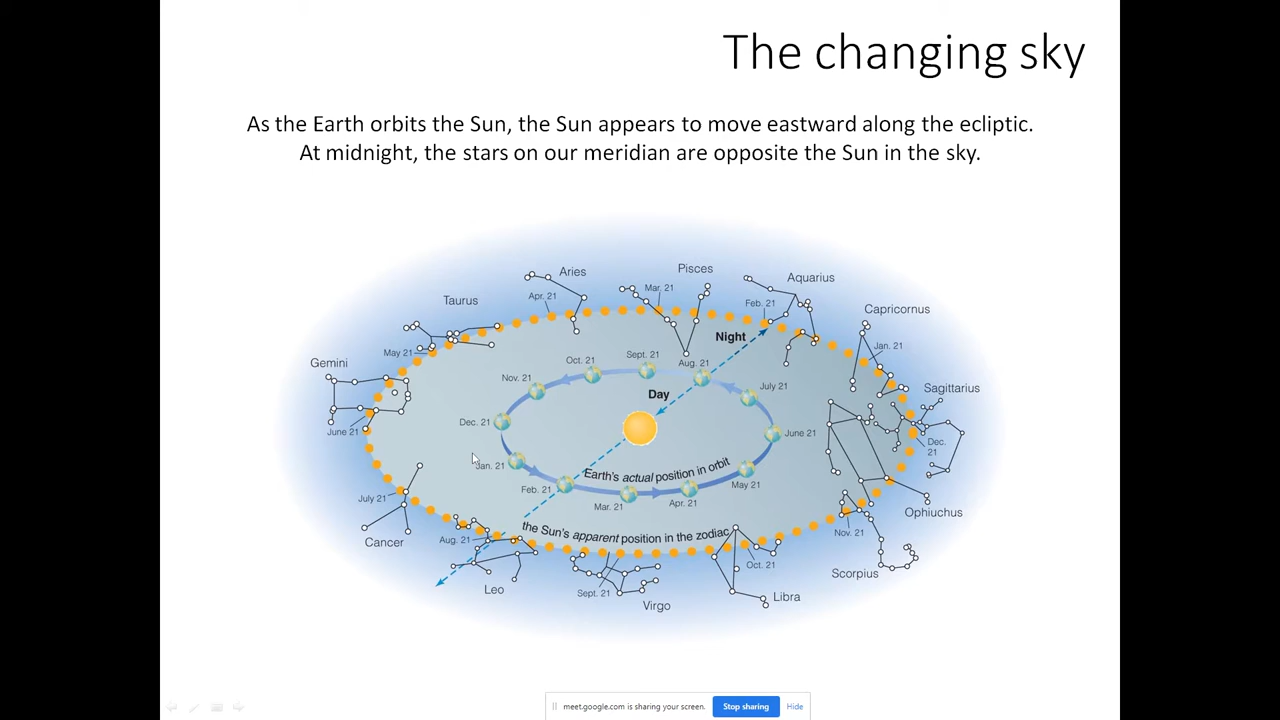 The changing sky
As the Earth orbits the Sun, the Sun appears to move eastward along the ecliptic.
At midnight, the stars on our meridian are opposite the Sun in the sky.
Aries
Pisces
Aquarius
Taurus
Apr. 21
Mar. 21
Feb. 21
Capricornus
Night
Jan. 21
May 21
Gemini
Sept. 21
Oct. 21
Aug. 21
Nov. 21
July 21
Sagittarius
Day
Dec. 21
June 21
June 21
Dec.
21
Jan. 21
Earth's actual position in orbit
Feb. 21
May 21
Mar. 21
Apr. 21
July 21
Ophiuchus
the Sun's apparent position in the zodiac
Nov. 21
Cancer
Aug. 21
Oct. 21
Scorpius
Leo
Sept. 21
Virgo
Libra
meet.google.com is sharing your screen.
Stop sharing
Hide